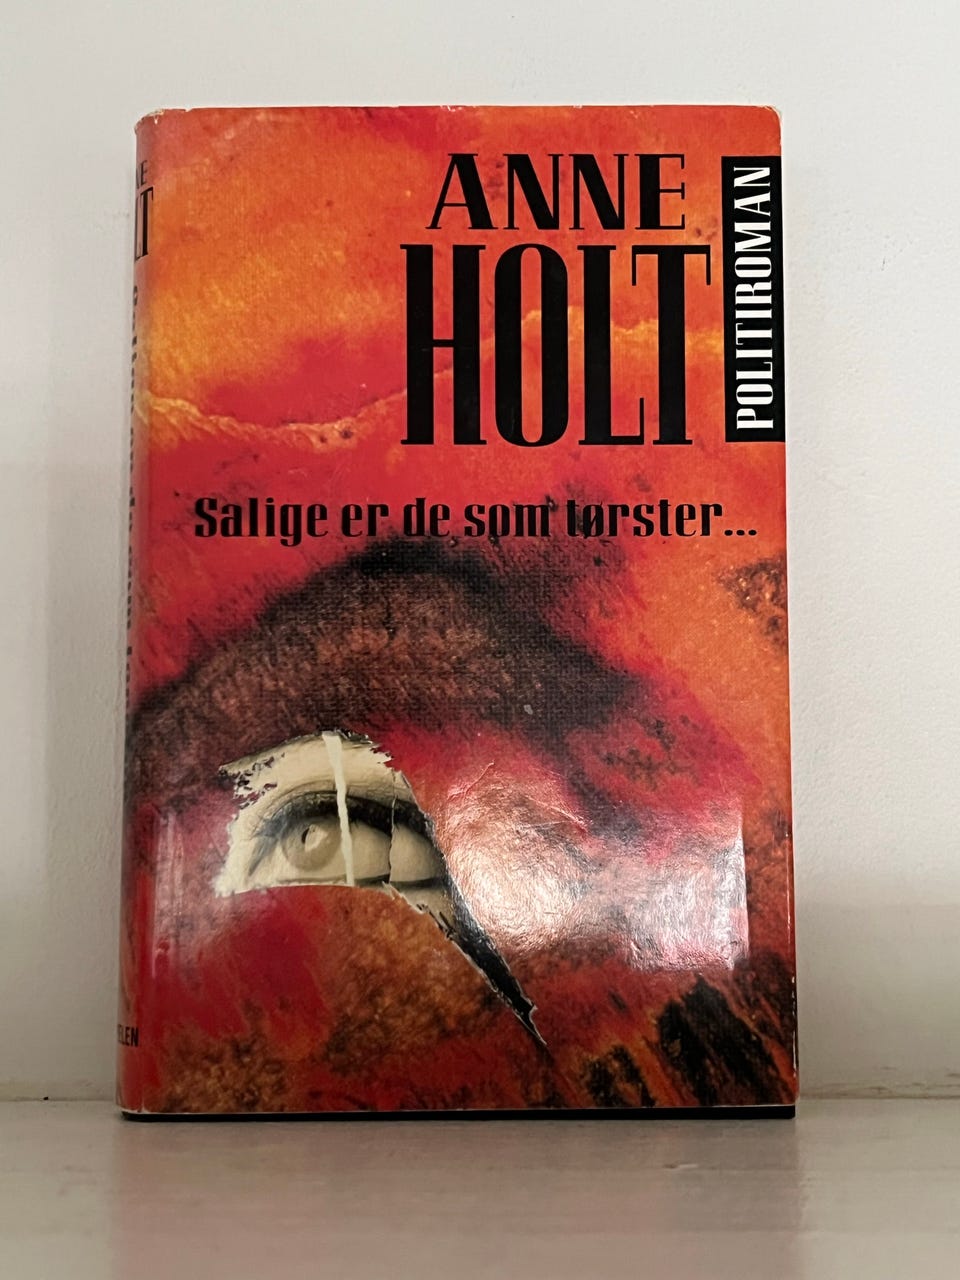 ANNE
HOLT
POLITIROMAN
Salige er de som tørster...